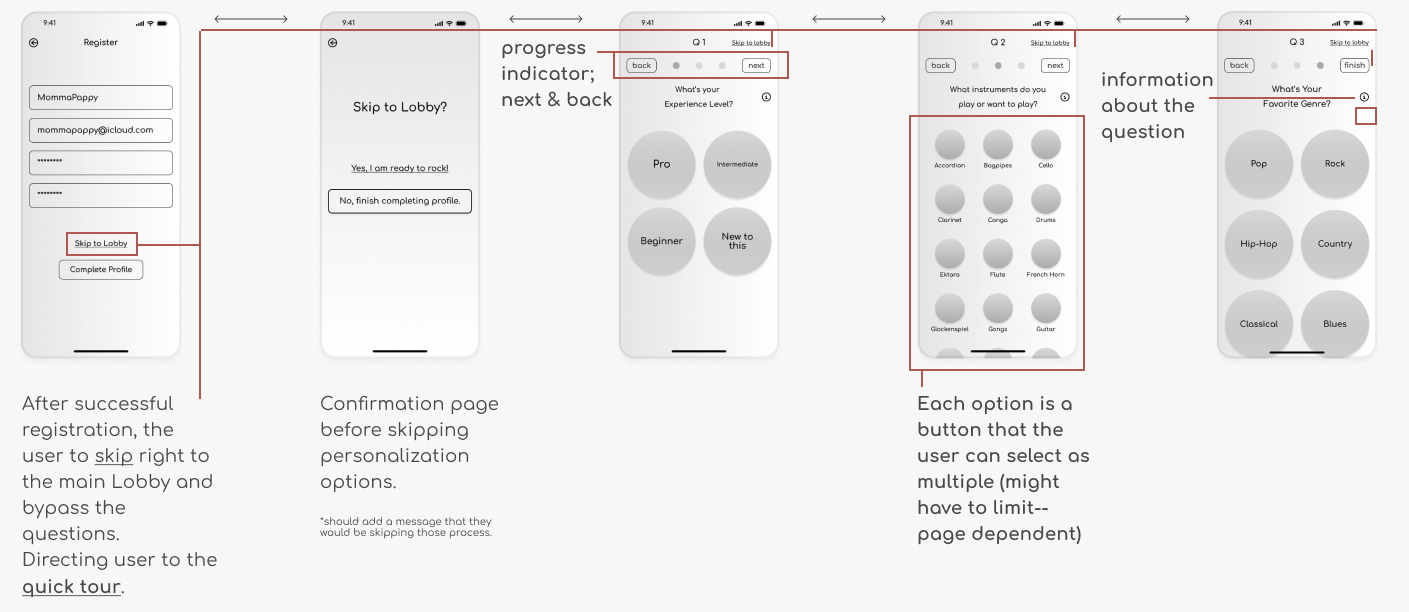 9:41
Register
MommaPappy
mommapappy@icloud.com
********
********
Skip to Lobby
Complete Profile
After successful
registration, the
user to skip right to
the main Lobby and
bypass the
questions.
Directing user to the
quick tour.
9:41
Skip to Lobby?
Yes, I am ready to rock!
No, finish completing profile.
Confirmation page
before skipping
personalization
options.
*should add a message that they
would be skipping those process.
progress
indicator;
next & back
9:41
Q 1
Skip to lobby
back
next
What's your
Experience Level?
Pro
Intermediate
Beginner
New to
this
9:41
Q 2
Skip to lobby
back
next
What instruments do you
play or want to play?
Accordion
Bagpipes
Cello
Clarinet
Conga
Drums
Ektara
Flute
French Horn
Glockenspiel
Gongs
Guitar
Each option is a
button that the
user can select as
multiple (might
have to limit--
page dependent)
information
about the
question
9:41
Q 3
Skip to lobby
back
finish
What's Your
Favorite Genre?
Pop
Rock
Hip-Hop
Country
Classical
Blues